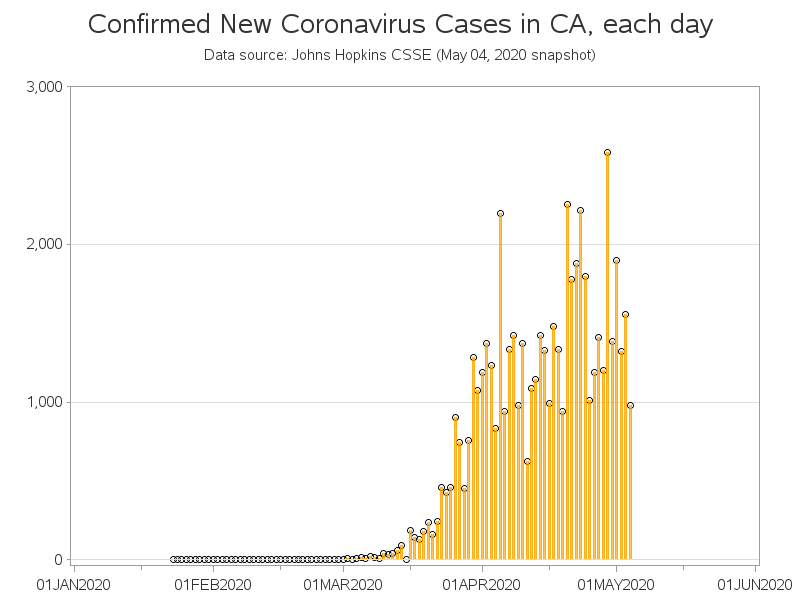 Confirmed New Coronavirus Cases in CA, each day
Data source: Johns Hopkins CSSE (May 04, 2020 snapshot)
3,000
2,000
1,000
0
01JAN2020 01FEB2020 01MAR2020 01APR2020 01MAY2020 01JUN2020